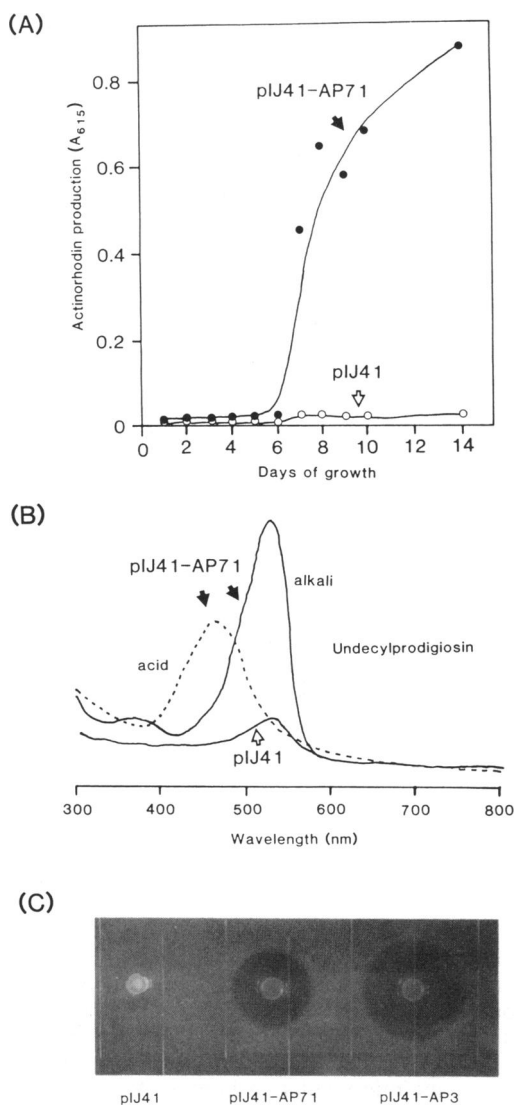 (A)
0.8
0.6
0.4
0.2
0
Actinorhodin production (A615)
pIJ41-AP71
pIJ41
0 2 4 6 8 10 14
Days of growth
(B)
pIJ41-AP71
alkali
acid
Undecylprodigiosin
pIJ41
300 400 500 600 700 800
Wavelength (nm)
(C)
pIJ41 pIJ41-AP71 pIJ41-AP3